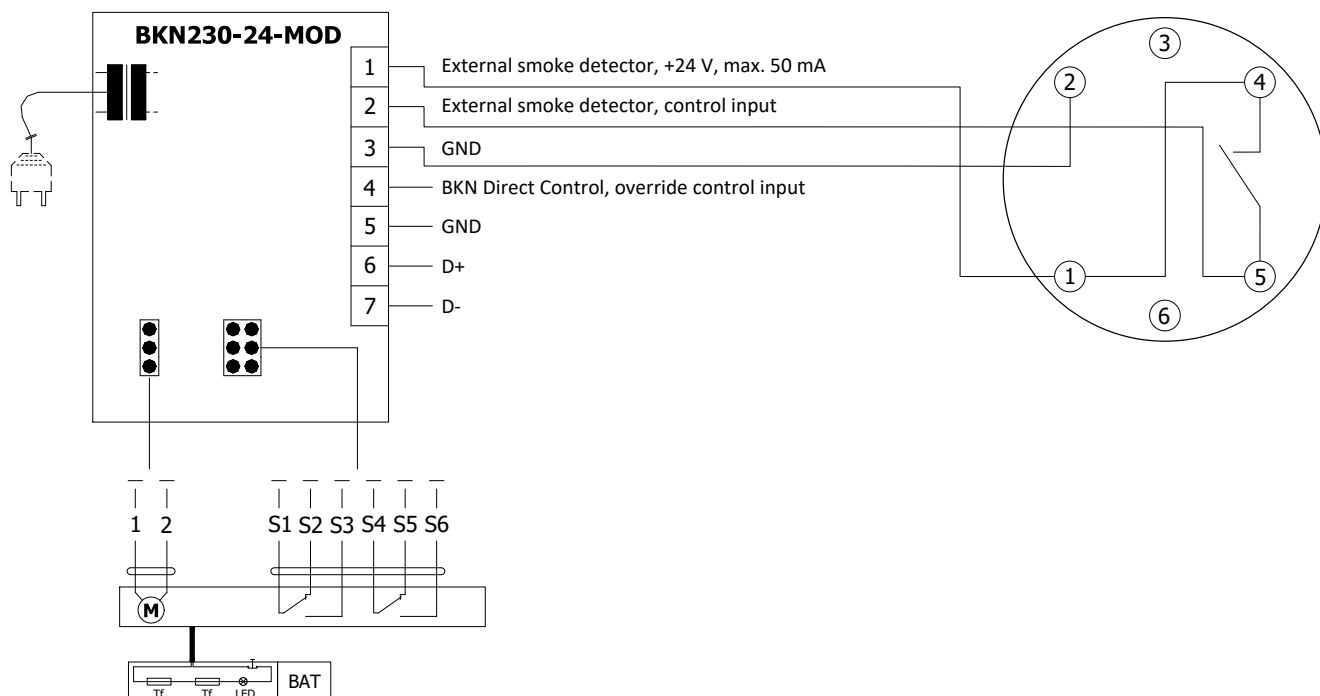 BKN230-24-MOD
1 External smoke detector, +24 V, max. 50 mA
2 External smoke detector, control input
3 GND
4 BKN Direct Control, override control input
5 GND
6 D+
7 D-
3
2 4
1 5
6
1 2 S1 S2 S3 S4 S5 S6
M
BAT
Tf Tf LED